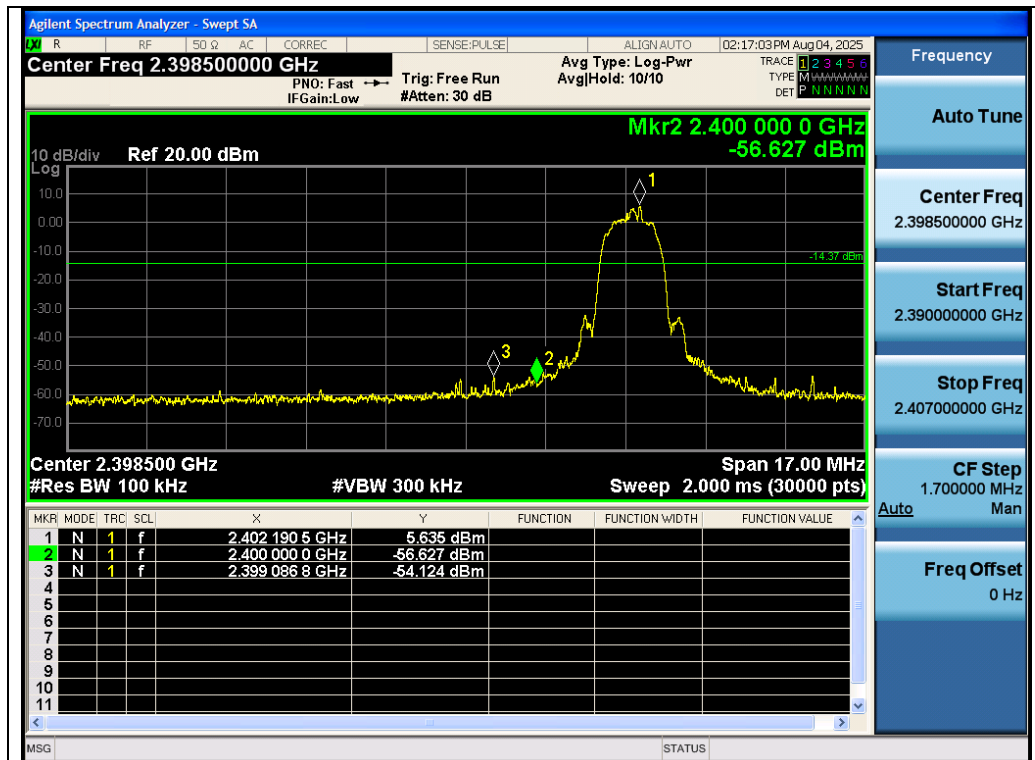 Agilent Spectrum Analyzer - Swept SA
LXI R RF 50 Ω AC CORREC SENSE:PULSE ALIGN AUTO 02:17:03 PM Aug 04, 2025
Center Freq 2.398500000 GHz
PNO: Fast
IFGain:Low
Trig: Free Run
#Atten: 30 dB
Avg Type: Log-Pwr
Avg|Hold: 10/10
TRACE 1 2 3 4 5 6
TYPE M WWWWW
DET P N N N N N
Mkr2 2.400 000 0 GHz
-56.627 dBm
10 dB/div Ref 20.00 dBm
Log
10.0
0.00
-10.0
-20.0
-30.0
-40.0
-50.0
-60.0
-70.0
1
-14.37 dBm
3
2
Center 2.398500 GHz Span 17.00 MHz
#Res BW 100 kHz #VBW 300 kHz Sweep 2.000 ms (30000 pts)
MKR MODE TRC SCL X Y FUNCTION FUNCTION WIDTH FUNCTION VALUE
1 N 1 f 2.402 190 5 GHz 5.635 dBm
2 N 1 f 2.400 000 0 GHz -56.627 dBm
3 N 1 f 2.399 086 8 GHz -54.124 dBm
4
5
6
7
8
9
10
11
MSG STATUS
Frequency
Auto Tune
Center Freq
2.398500000 GHz
Start Freq
2.390000000 GHz
Stop Freq
2.407000000 GHz
CF Step
1.700000 MHz
Auto Man
Freq Offset
0 Hz